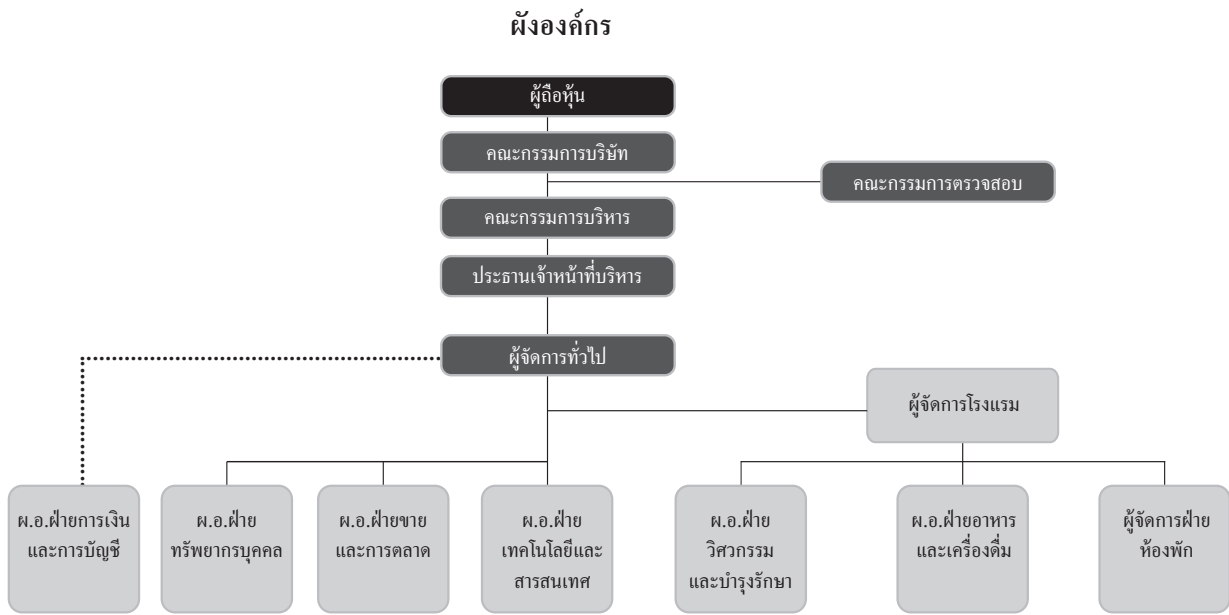 ผังองค์กร
ผู้ถือหุ้น
คณะกรรมการบริษัท
คณะกรรมการตรวจสอบ
คณะกรรมการบริหาร
ประธานเจ้าหน้าที่บริหาร
ผู้จัดการทั่วไป
ผู้จัดการโรงแรม
ผ.อ.ฝ่ายการเงิน
และการบัญชี
ผ.อ.ฝ่าย
ทรัพยากรบุคคล
ผ.อ.ฝ่ายขาย
และการตลาด
ผ.อ.ฝ่าย
เทคโนโลยีและ
สารสนเทศ
ผ.อ.ฝ่าย
วิศวกรรม
และบำรุงรักษา
ผ.อ.ฝ่ายอาหาร
และเครื่องดื่ม
ผู้จัดการฝ่าย
ห้องพัก